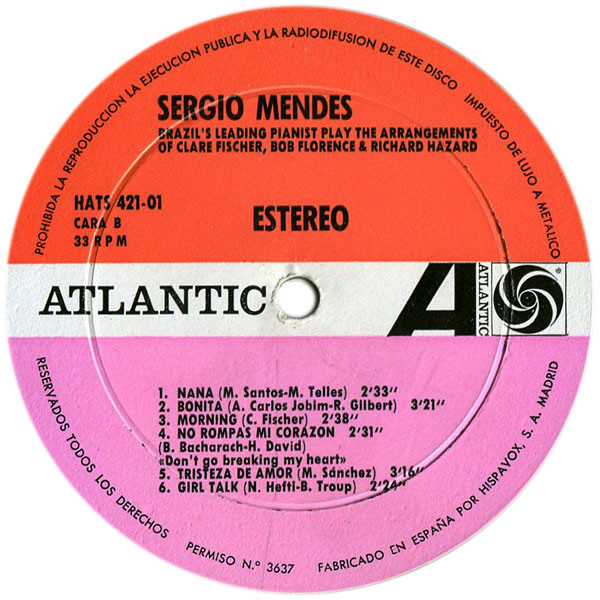 PROHIBIDA LA REPRODUCCION LA EJECUCION PUBLICA Y LA RADIODIFUSION DE ESTE DISCO
IMPUESTO DE LUJO A METALICO
SERGIO MENDES
BRAZIL'S LEADING PIANIST PLAY THE ARRANGEMENTS
OF CLARE FISCHER, BOB FLORENCE & RICHARD HAZARD
HATS 421-01
CARA B
33 RPM
ESTEREO
ATLANTIC
A
ATLANTIC
®
1. NANA (M. Santos-M. Telles) 2'33''
2. BONITA (A. Carlos Jobim-R. Gilbert) 3'21''
3. MORNING (C. Fischer) 2'38''
4. NO ROMPAS MI CORAZON 2'31''
(B. Bacharach-H. David)
«Don't go breaking my heart»
5. TRISTEZA DE AMOR (M. Sánchez) 3'16''
6. GIRL TALK (N. Hefti-B. Troup) 2'24''
RESERVADOS TODOS LOS DERECHOS
PERMISO N.º 3637
FABRICADO EN ESPAÑA POR HISPAVOX, S. A. MADRID